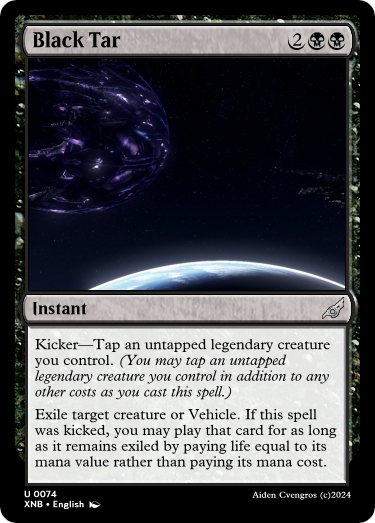 Black Tar 2
Instant
Kicker—Tap an untapped legendary creature
you control. (You may tap an untapped
legendary creature you control in addition to any
other costs as you cast this spell.)
Exile target creature or Vehicle. If this spell
was kicked, you may play that card for as long
as it remains exiled by paying life equal to its
mana value rather than paying its mana cost.
U 0074
XNB • English Aiden Cvengros (c)2024